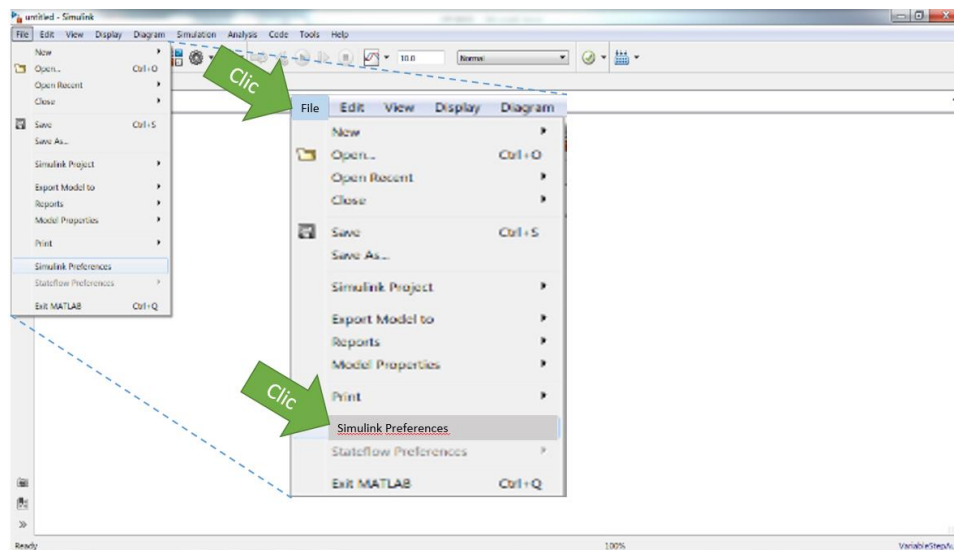 untitled - Simulink
File Edit View Display Diagram Simulation Analysis Code Tools Help
10.0 Normal
New
Open... Ctrl+O
Open Recent
Close
Save Ctrl+S
Save As...
Simulink Project
Export Model to
Reports
Model Properties
Print
Simulink Preferences
Stateflow Preferences
Exit MATLAB Ctrl+Q
Clic
File Edit View Display Diagram
New
Open... Ctrl+O
Open Recent
Close
Save Ctrl+S
Save As...
Simulink Project
Export Model to
Reports
Model Properties
Print
Clic
Simulink Preferences
Stateflow Preferences
Exit MATLAB Ctrl+Q
Ready 100%